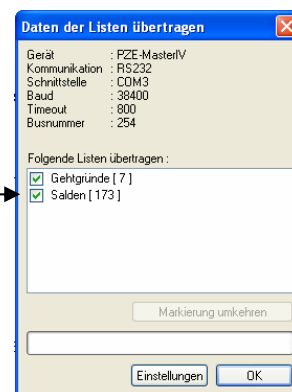 Daten der Listen übertragen
Gerät : PZE-MasterIV
Kommunikation : RS232
Schnittstelle : COM3
Baud : 38400
Timeout : 800
Busnummer : 254
Folgende Listen übertragen :
Gehtgründe [ 7 ]
Salden [ 173 ]
Markierung umkehren
Einstellungen OK